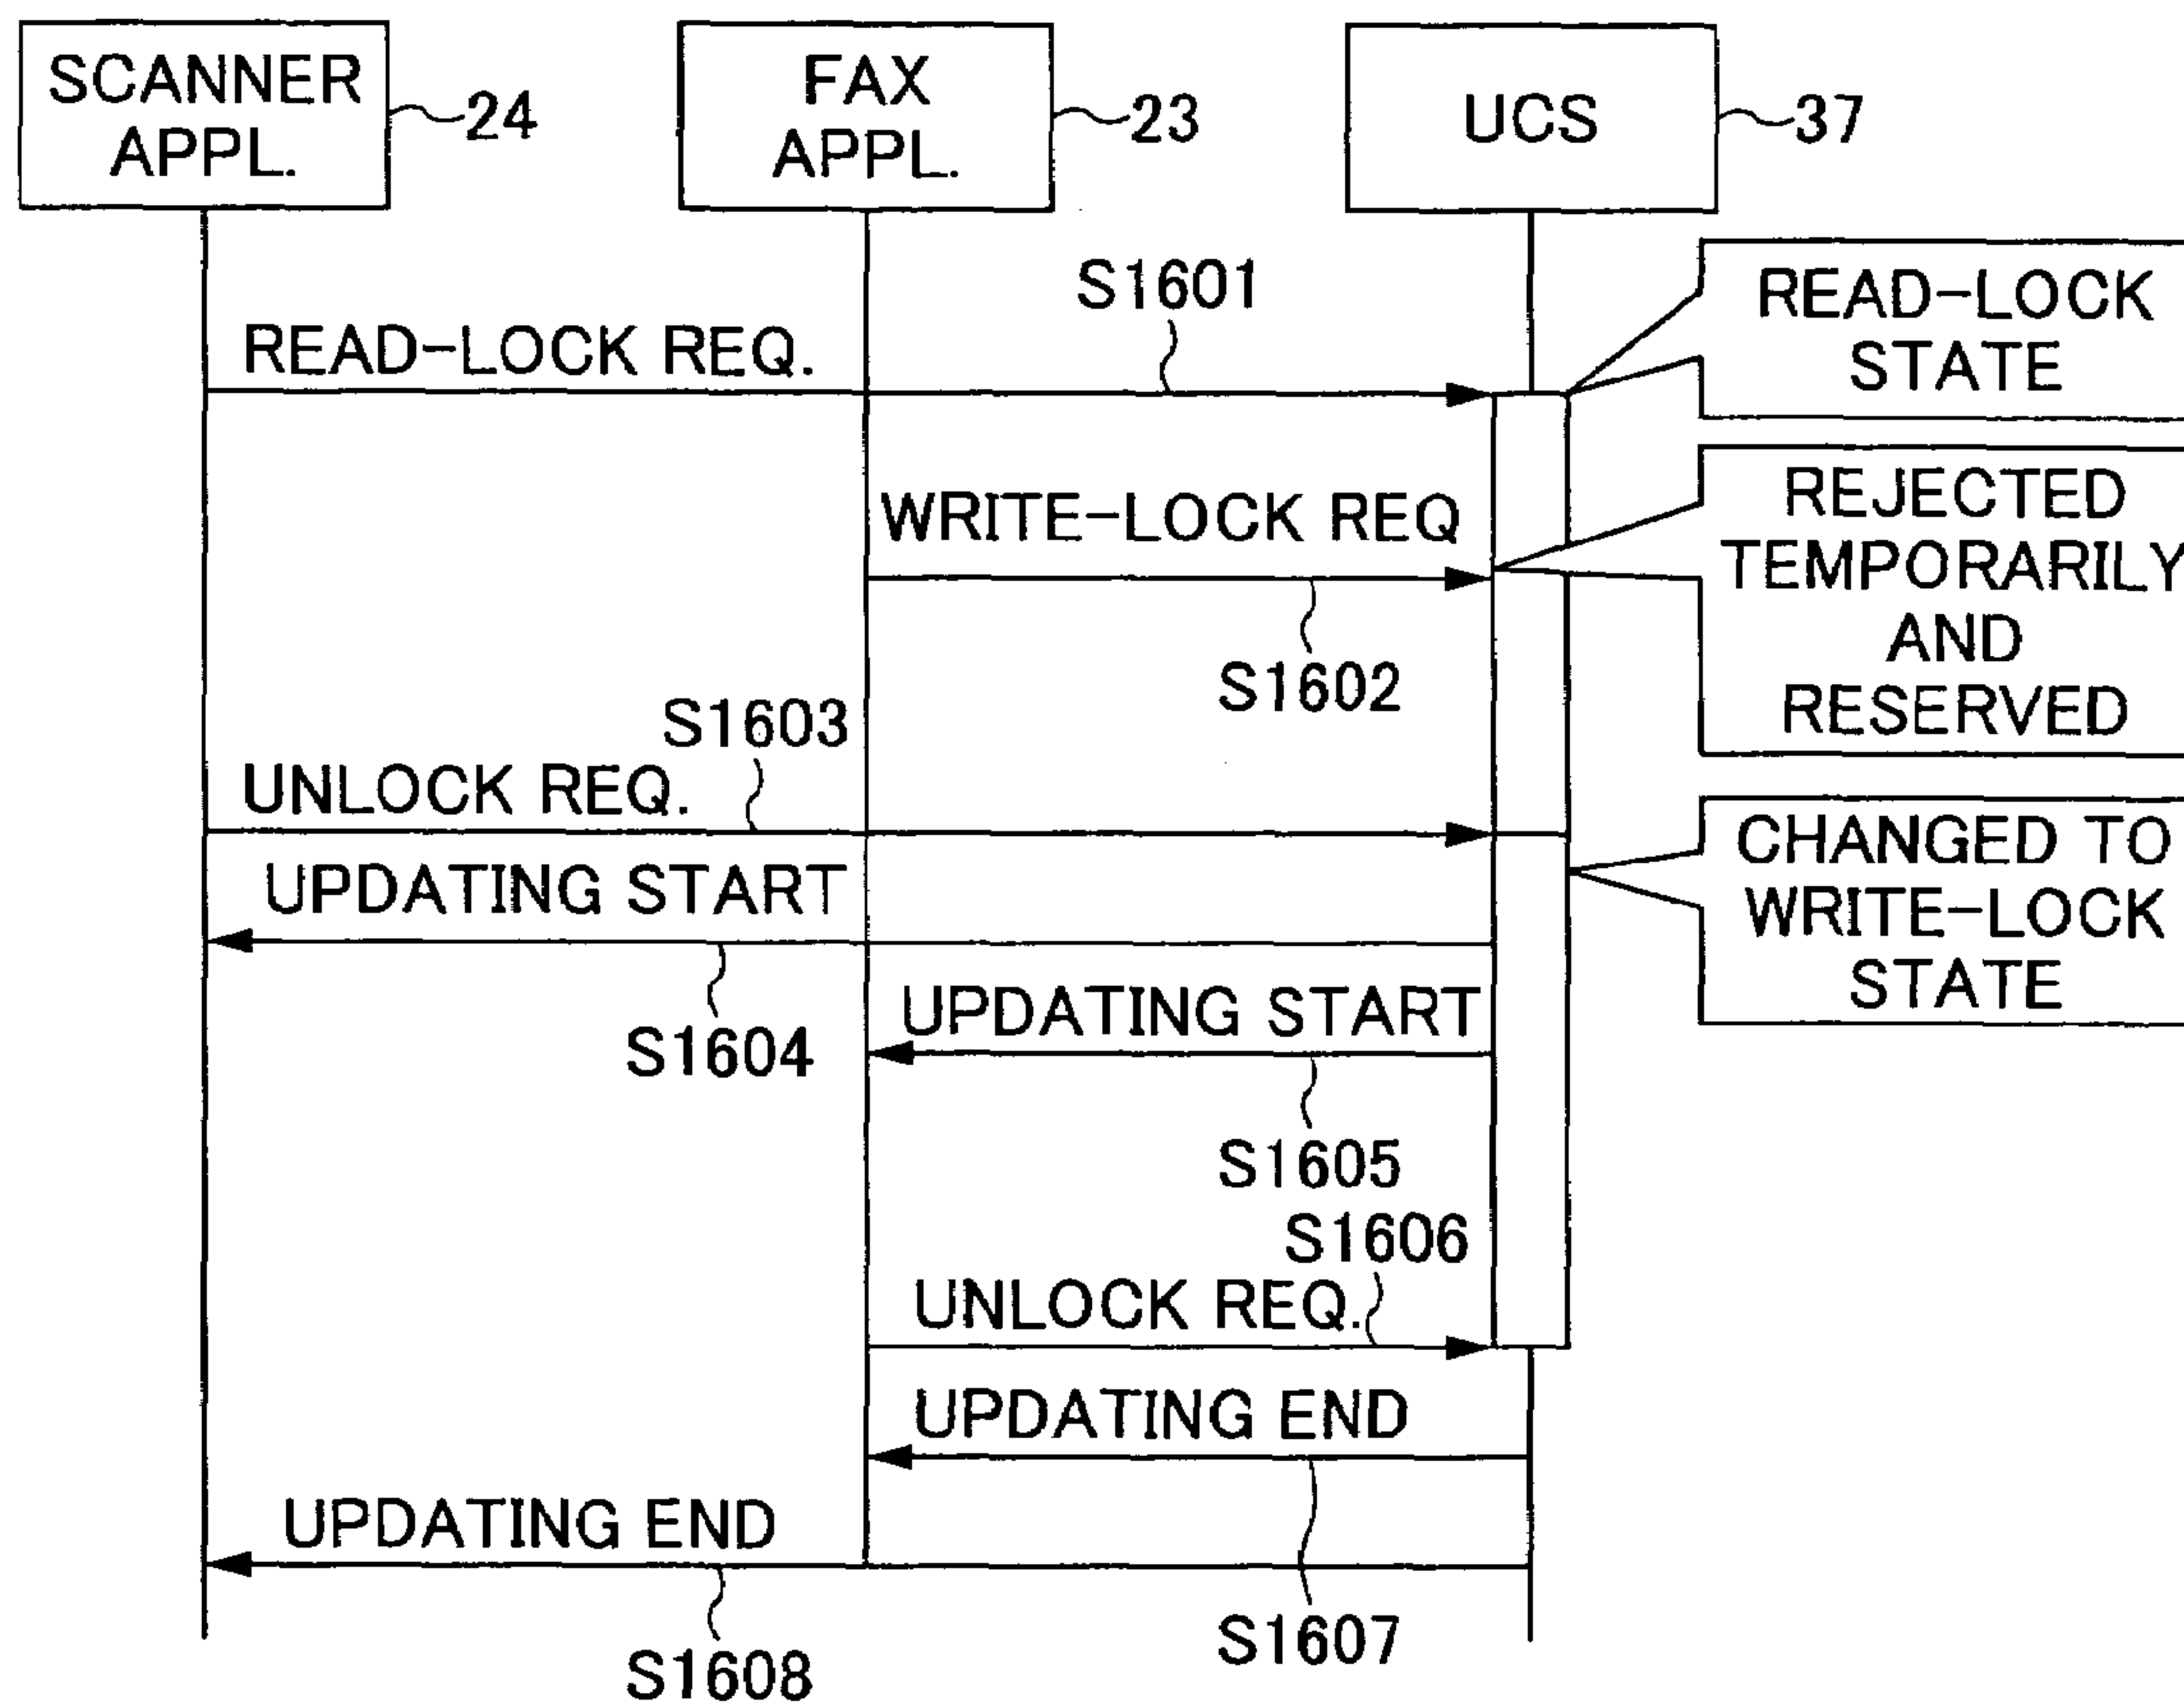 SCANNER
APPL.
24
FAX
APPL.
23
UCS
37
S1601
READ-LOCK REQ.
READ-LOCK
STATE
WRITE-LOCK REQ
S1602
REJECTED
TEMPORARILY
AND
RESERVED
S1603
UNLOCK REQ.
CHANGED TO
WRITE-LOCK
STATE
UPDATING START
S1604
UPDATING START
S1605
S1606
UNLOCK REQ.
UPDATING END
S1607
UPDATING END
S1608